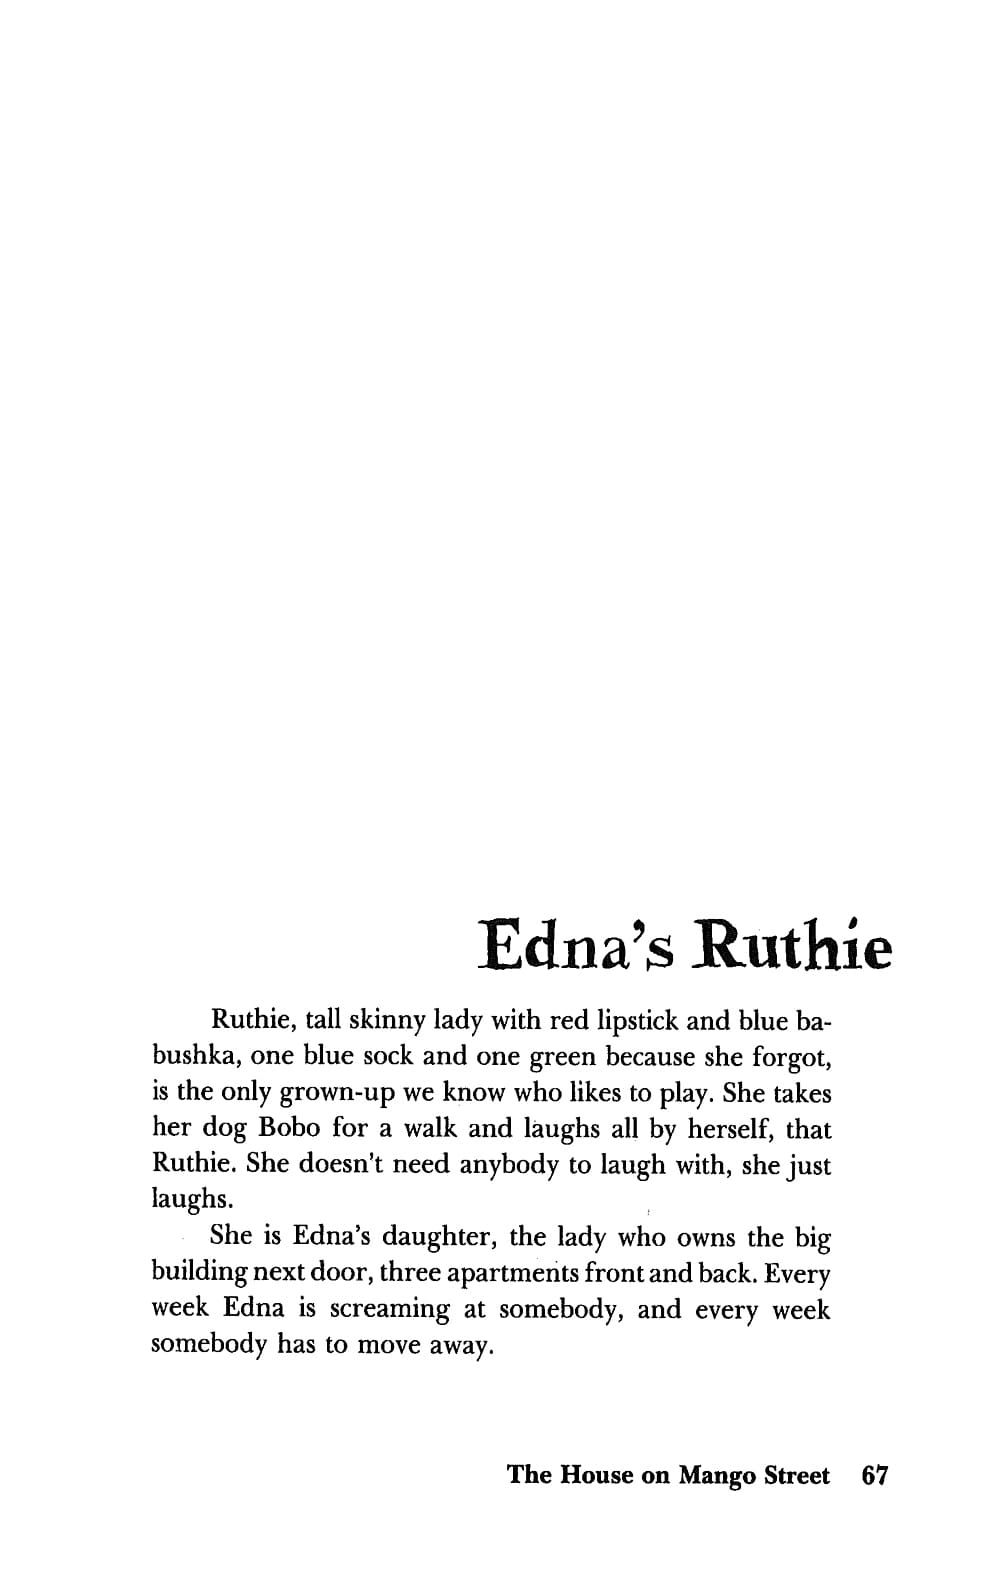 Edna's Ruthie
Ruthie, tall skinny lady with red lipstick and blue ba-
bushka, one blue sock and one green because she forgot,
is the only grown-up we know who likes to play. She takes
her dog Bobo for a walk and laughs all by herself, that
Ruthie. She doesn't need anybody to laugh with, she just
laughs.
She is Edna's daughter, the lady who owns the big
building next door, three apartments front and back. Every
week Edna is screaming at somebody, and every week
somebody has to move away.
The House on Mango Street 67